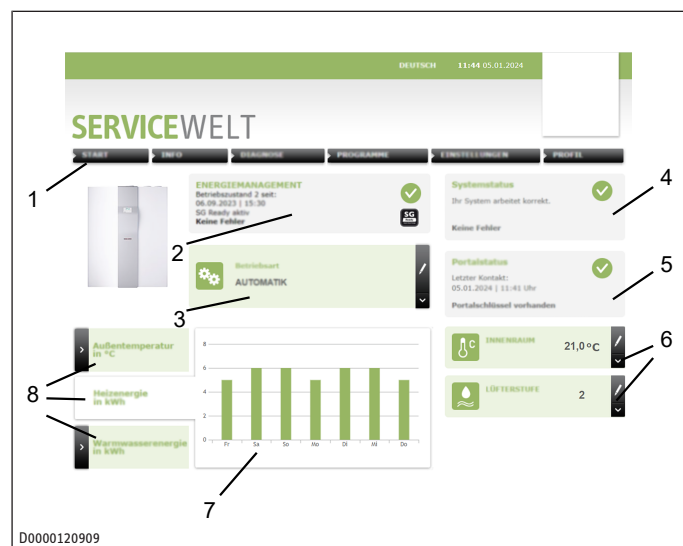 DEUTSCH 11:44 05.01.2024
SERVICEWELT
START INFO DIAGNOSE PROGRAMME EINSTELLUNGEN PROFIL
1
ENERGIEMANAGEMENT
Betriebszustand 2 seit:
06.09.2023 | 15:30
SG Ready aktiv
Keine Fehler
SG
2
Systemstatus
Ihr System arbeitet korrekt.
Keine Fehler
4
Betriebsart
AUTOMATIK
3
Portalstatus
Letzter Kontakt:
05.01.2024 | 11:41 Uhr
Portalschlüssel vorhanden
5
Außentemperatur
in °C
Heizenergie
in kWh
Warmwasserenergie
in kWh
8
8
6
4
2
0
Fr Sa So Mo Di Mi Do
7
°C
INNENRAUM
21,0 °C
LÜFTERSTUFE
2
6
D0000120909